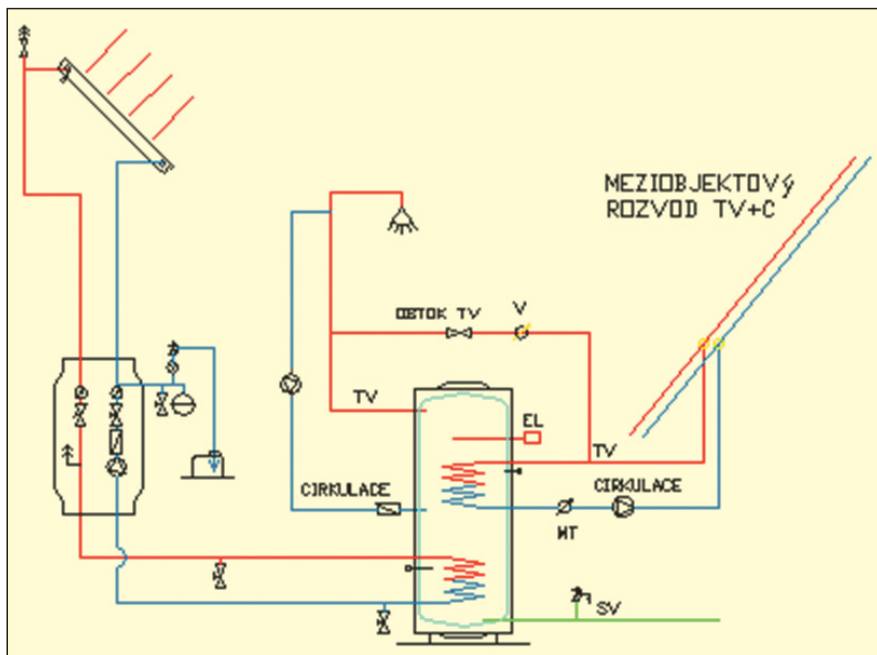 MEZIOBJEKTOVý
ROZVOD TV+C
OBTOK TV
V
TV
EL
TV
CIRKULACE
CIRKULACE
MT
SV